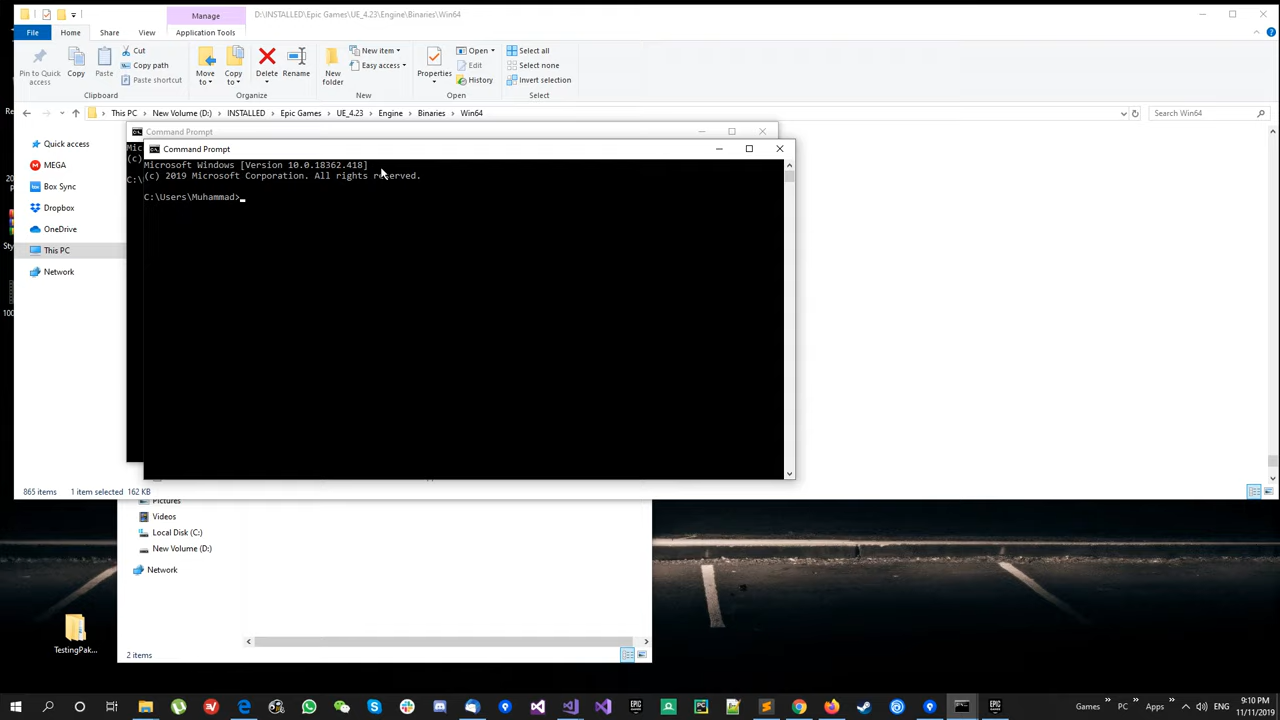 Manage
D:\INSTALLED\Epic Games\UE_4.23\Engine\Binaries\Win64
File
Home
Share
View
Application Tools
Pin to Quick access
Copy
Paste
Cut
Copy path
Paste shortcut
Clipboard
Move to
Copy to
Delete
Rename
Organize
New folder
New item
Easy access
New
Properties
Open
Edit
History
Open
Select all
Select none
Invert selection
Select
This PC
New Volume (D:)
INSTALLED
Epic Games
UE_4.23
Engine
Binaries
Win64
Search Win64
Quick access
MEGA
Box Sync
Dropbox
OneDrive
This PC
Network
Command Prompt
Mic
(c)
C:\
Command Prompt
Microsoft Windows [Version 10.0.18362.418]
(c) 2019 Microsoft Corporation. All rights reserved.
C:\Users\Muhammad>
865 items
1 item selected
162 KB
Pictures
Videos
Local Disk (C:)
New Volume (D:)
Network
2 items
TestingPak...
EPIC
PC
EPIC
Games
PC
Apps
ENG
9:10 PM
11/11/2019